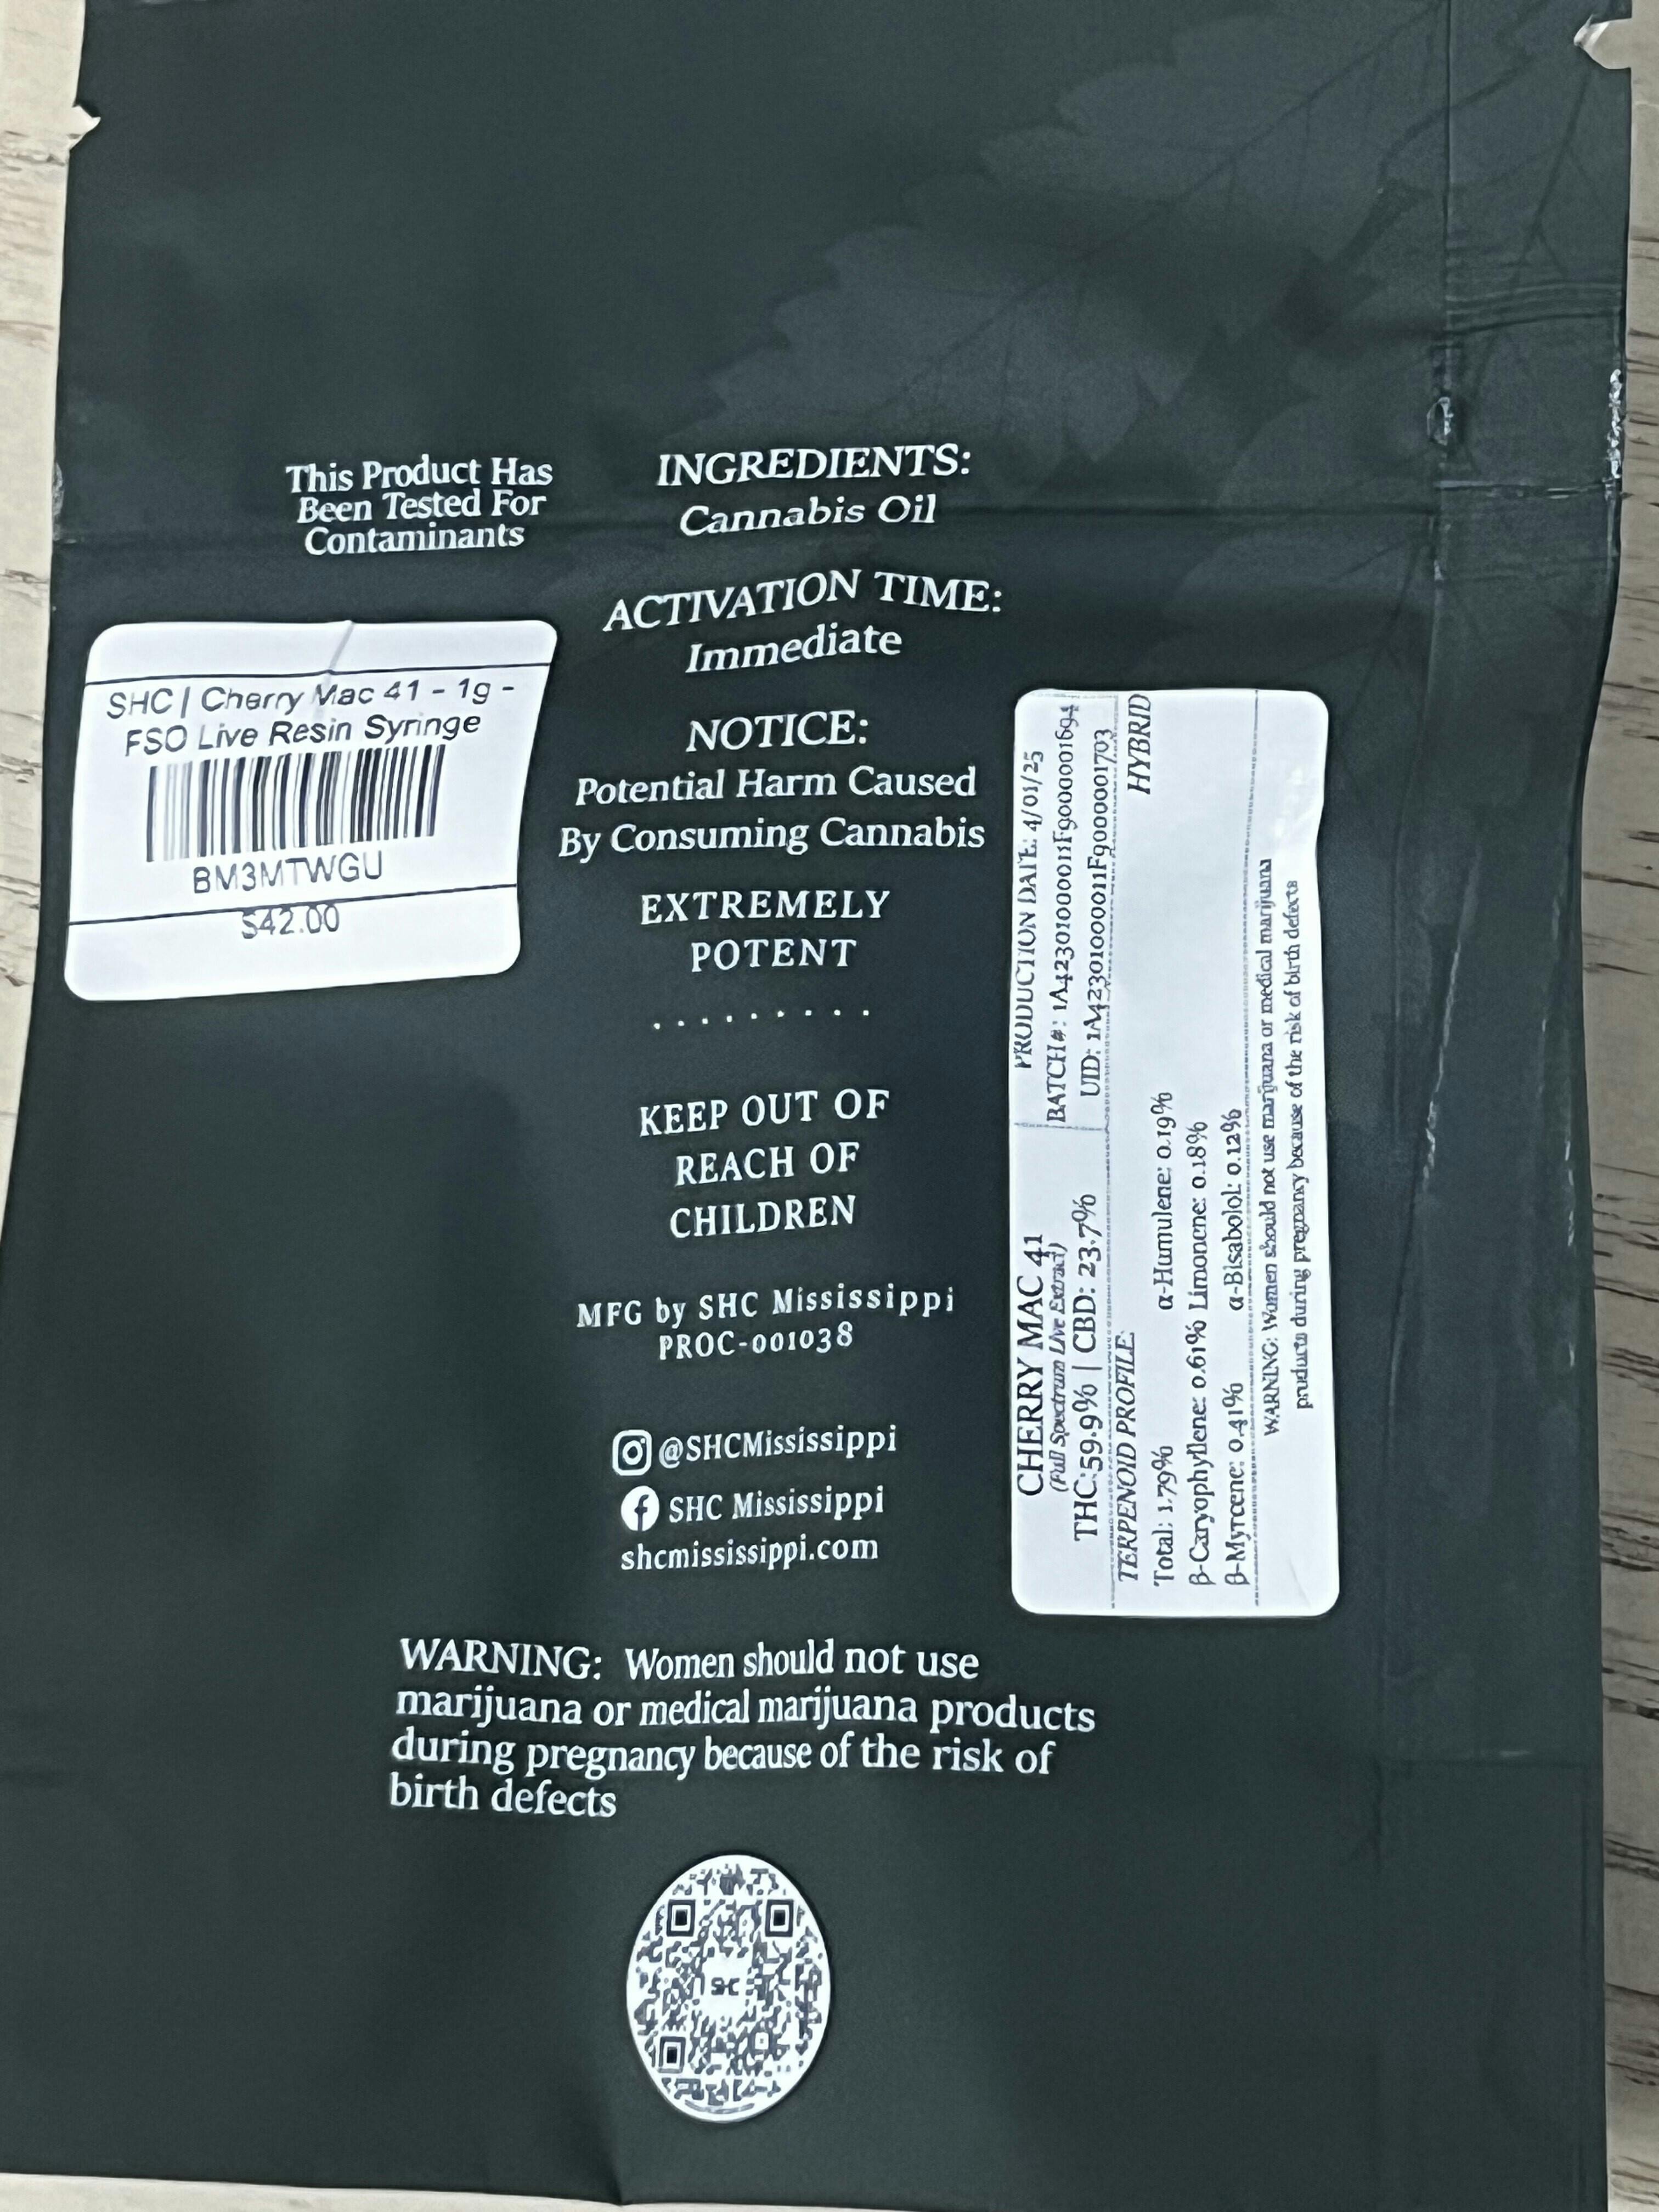 This Product Has
Been Tested For
Contaminants
INGREDIENTS:
Cannabis Oil
ACTIVATION TIME:
Immediate
NOTICE:
Potential Harm Caused
By Consuming Cannabis
EXTREMELY
POTENT
.........
KEEP OUT OF
REACH OF
CHILDREN
MFG by SHC Mississippi
PROC-001038
@SHCMississippi
SHC Mississippi
shcmississippi.com
SHC | Cherry Mac 41 - 1g -
FSO Live Resin Syringe
BM3MTWGU
$42.00
CHERRY MAC 41
(Full Spectrum Live Extract)
THC:59.9% | CBD: 23.7%
PRODUCTION DATE: 4/01/25
BATCH#: 1A423010000011F9000001694
UID: 1A423010000011F9000001703
TERPENOID PROFILE:
HYBRID
Total: 1.79% α-Humulene: 0.19%
β-Caryophyllene: 0.61% Limonene: 0.18%
β-Myrcene: 0.41% α-Bisabolol: 0.12%
WARNING: Women should not use marijuana or medical marijuana
products during pregnancy because of the risk of birth defects
WARNING: Women should not use
marijuana or medical marijuana products
during pregnancy because of the risk of
birth defects
SHC